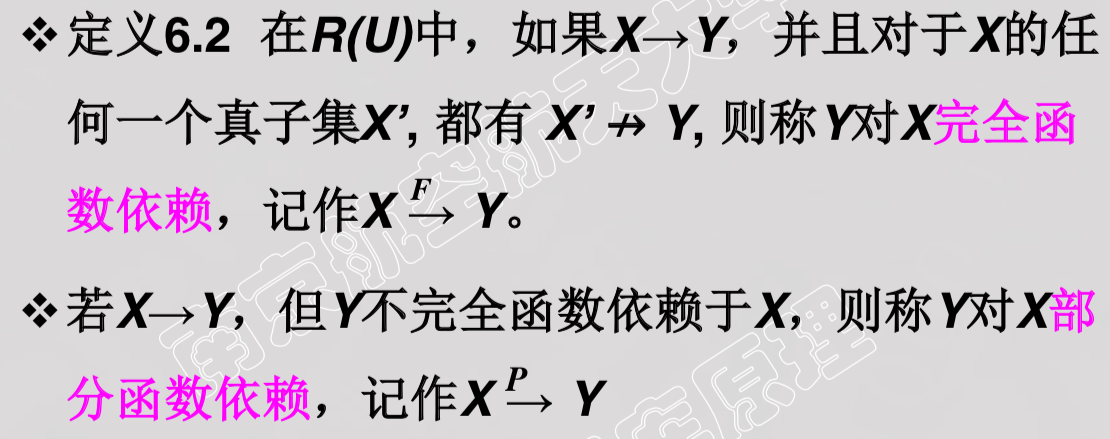 ❖定义6.2 在R(U)中，如果X→Y，并且对于X的任
何一个真子集X’, 都有 X’ ↛ Y, 则称Y对X完全函
数依赖，记作X F→ Y。
❖若X→Y，但Y不完全函数依赖于X，则称Y对X部
分函数依赖，记作X P→ Y